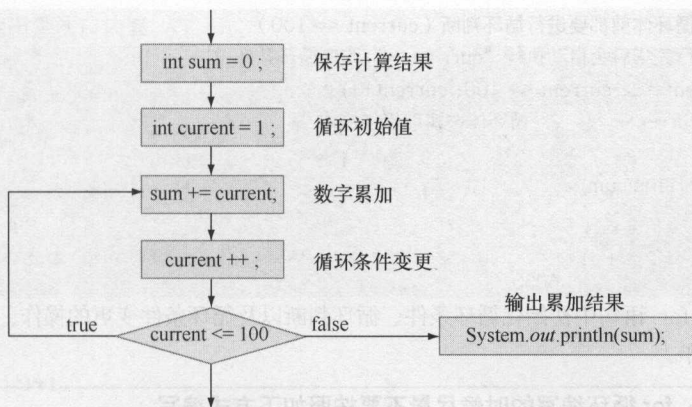 int sum = 0 ;
保存计算结果
int current = 1 ;
循环初始值
sum += current;
数字累加
current ++ ;
循环条件变更
true
current <= 100
false
输出累加结果
System.out.println(sum);